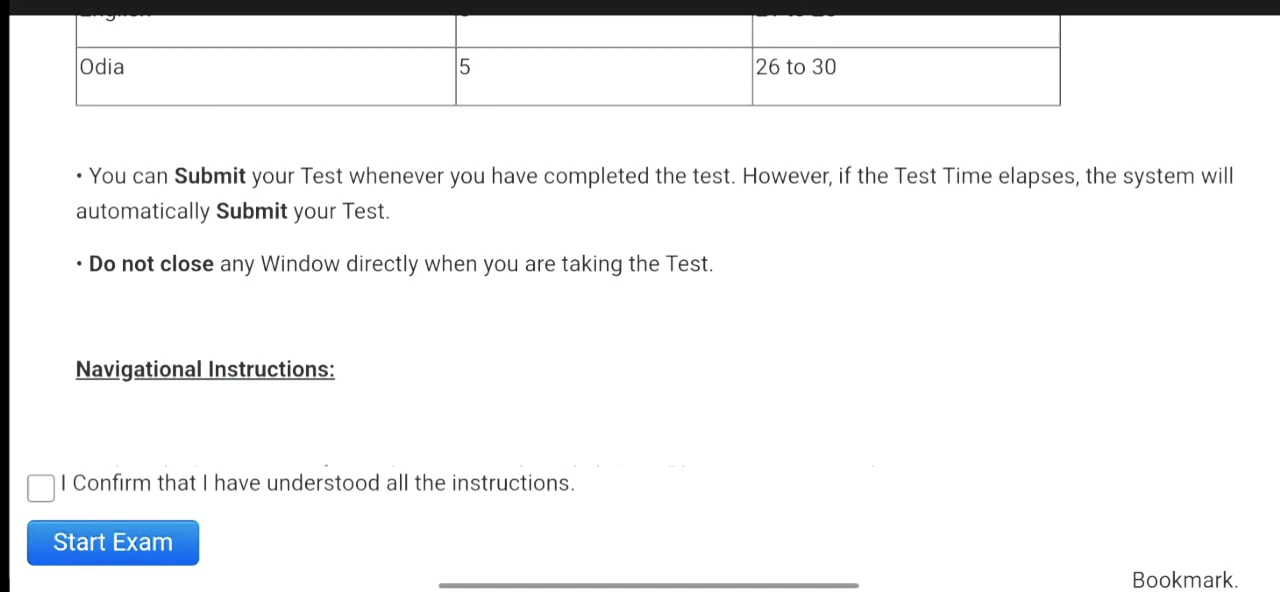 Odia 5 26 to 30
• You can Submit your Test whenever you have completed the test. However, if the Test Time elapses, the system will
automatically Submit your Test.
• Do not close any Window directly when you are taking the Test.
Navigational Instructions:
I Confirm that I have understood all the instructions.
Start Exam
Bookmark.